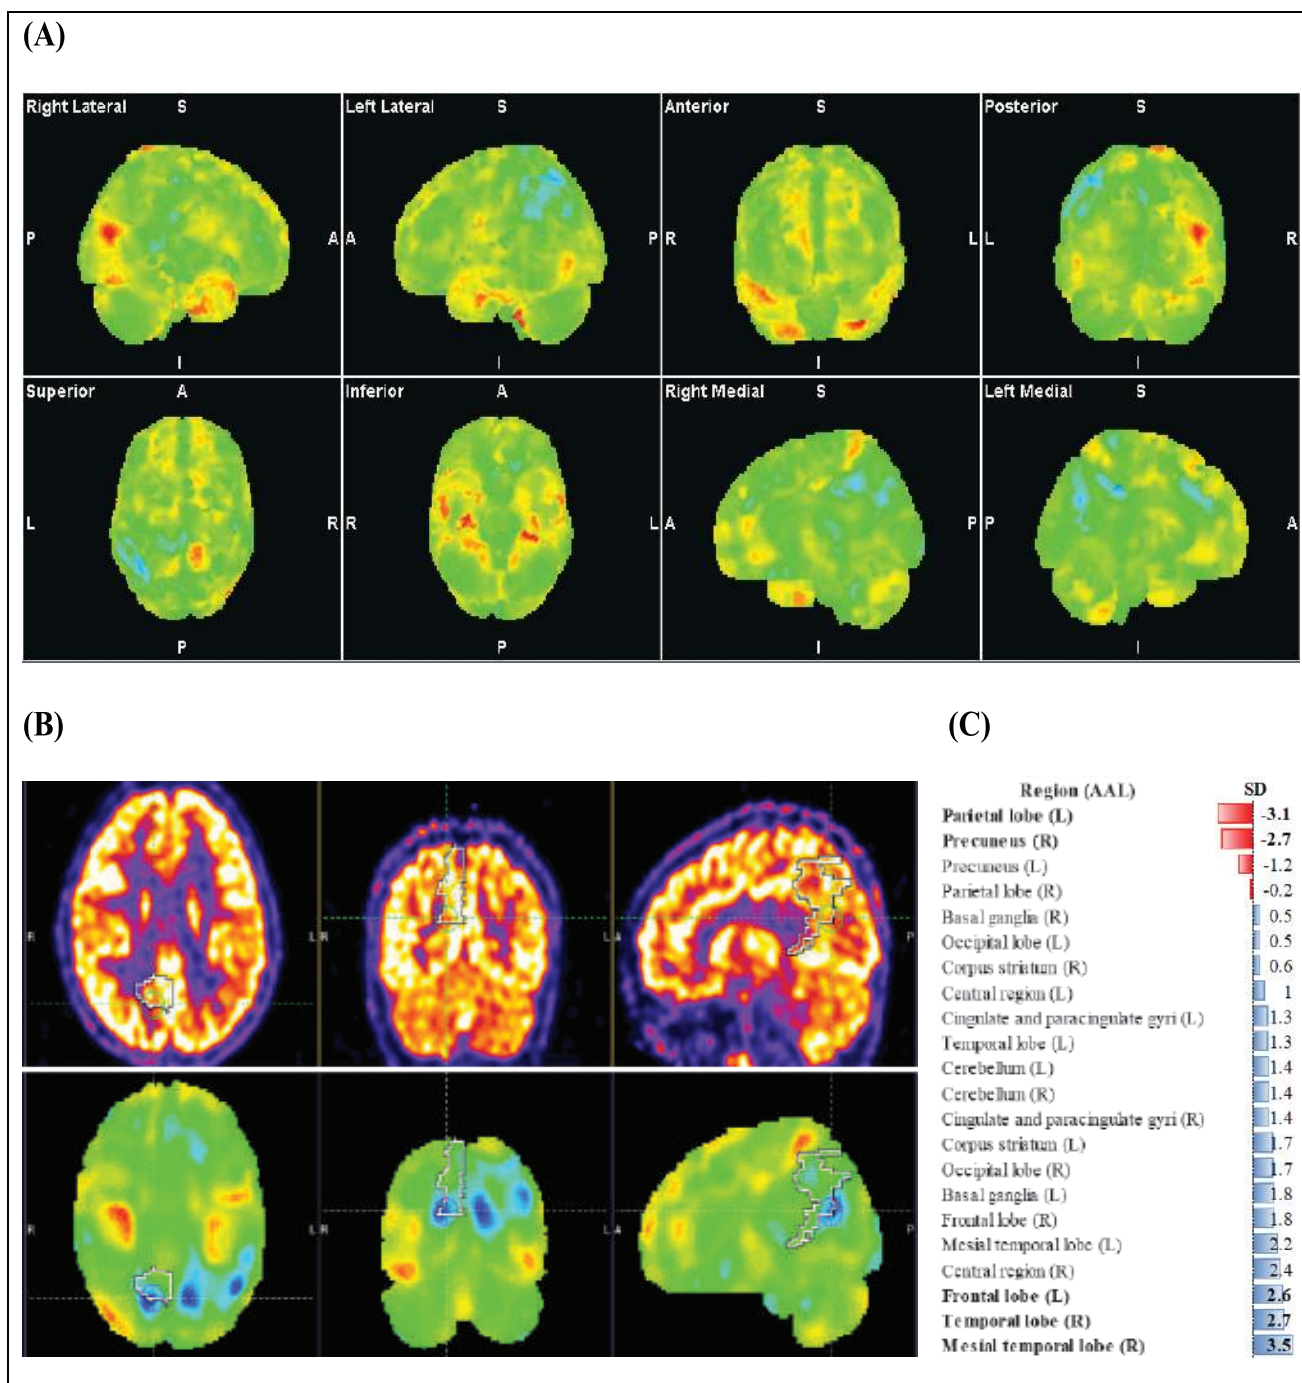 (A)
Right Lateral S
P A
I
Left Lateral S
A P
I
Anterior S
R L
I
Posterior S
L R
I
Superior A
L R
P
Inferior A
R L
P
Right Medial S
A P
I
Left Medial S
P A
I
(B)
R L
R L
A P
R L
R L
A P
(C)
Region (AAL) SD
Parietal lobe (L) -3.1
Precuneus (R) -2.7
Precuneus (L) -1.2
Parietal lobe (R) -0.2
Basal ganglia (R) 0.5
Occipital lobe (L) 0.5
Corpus striatum (R) 0.6
Central region (L) 1
Cingulate and paracingulate gyri (L) 1.3
Temporal lobe (L) 1.3
Cerebellum (L) 1.4
Cerebellum (R) 1.4
Cingulate and paracingulate gyri (R) 1.4
Corpus striatum (L) 1.7
Occipital lobe (R) 1.7
Basal ganglia (L) 1.8
Frontal lobe (R) 1.8
Mesial temporal lobe (L) 2.2
Central region (R) 2.4
Frontal lobe (L) 2.6
Temporal lobe (R) 2.7
Mesial temporal lobe (R) 3.5